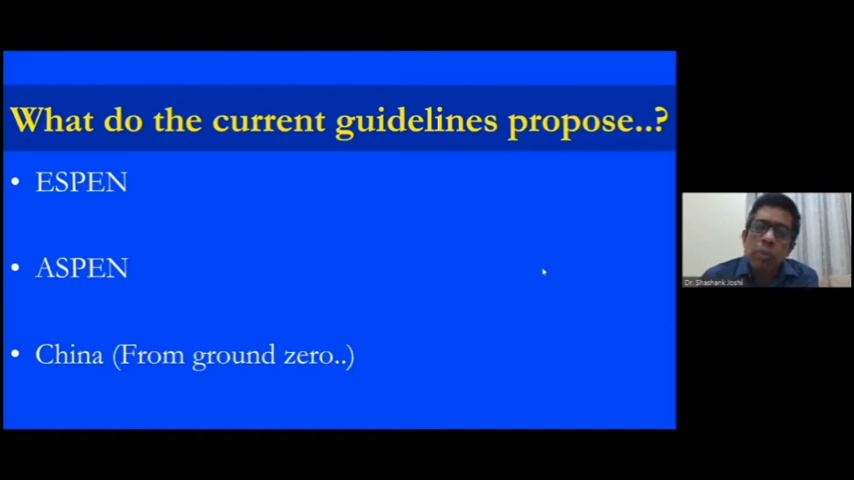 What do the current guidelines propose..?
• ESPEN
• ASPEN
• China (From ground zero..)
Dr. Shashank Joshi